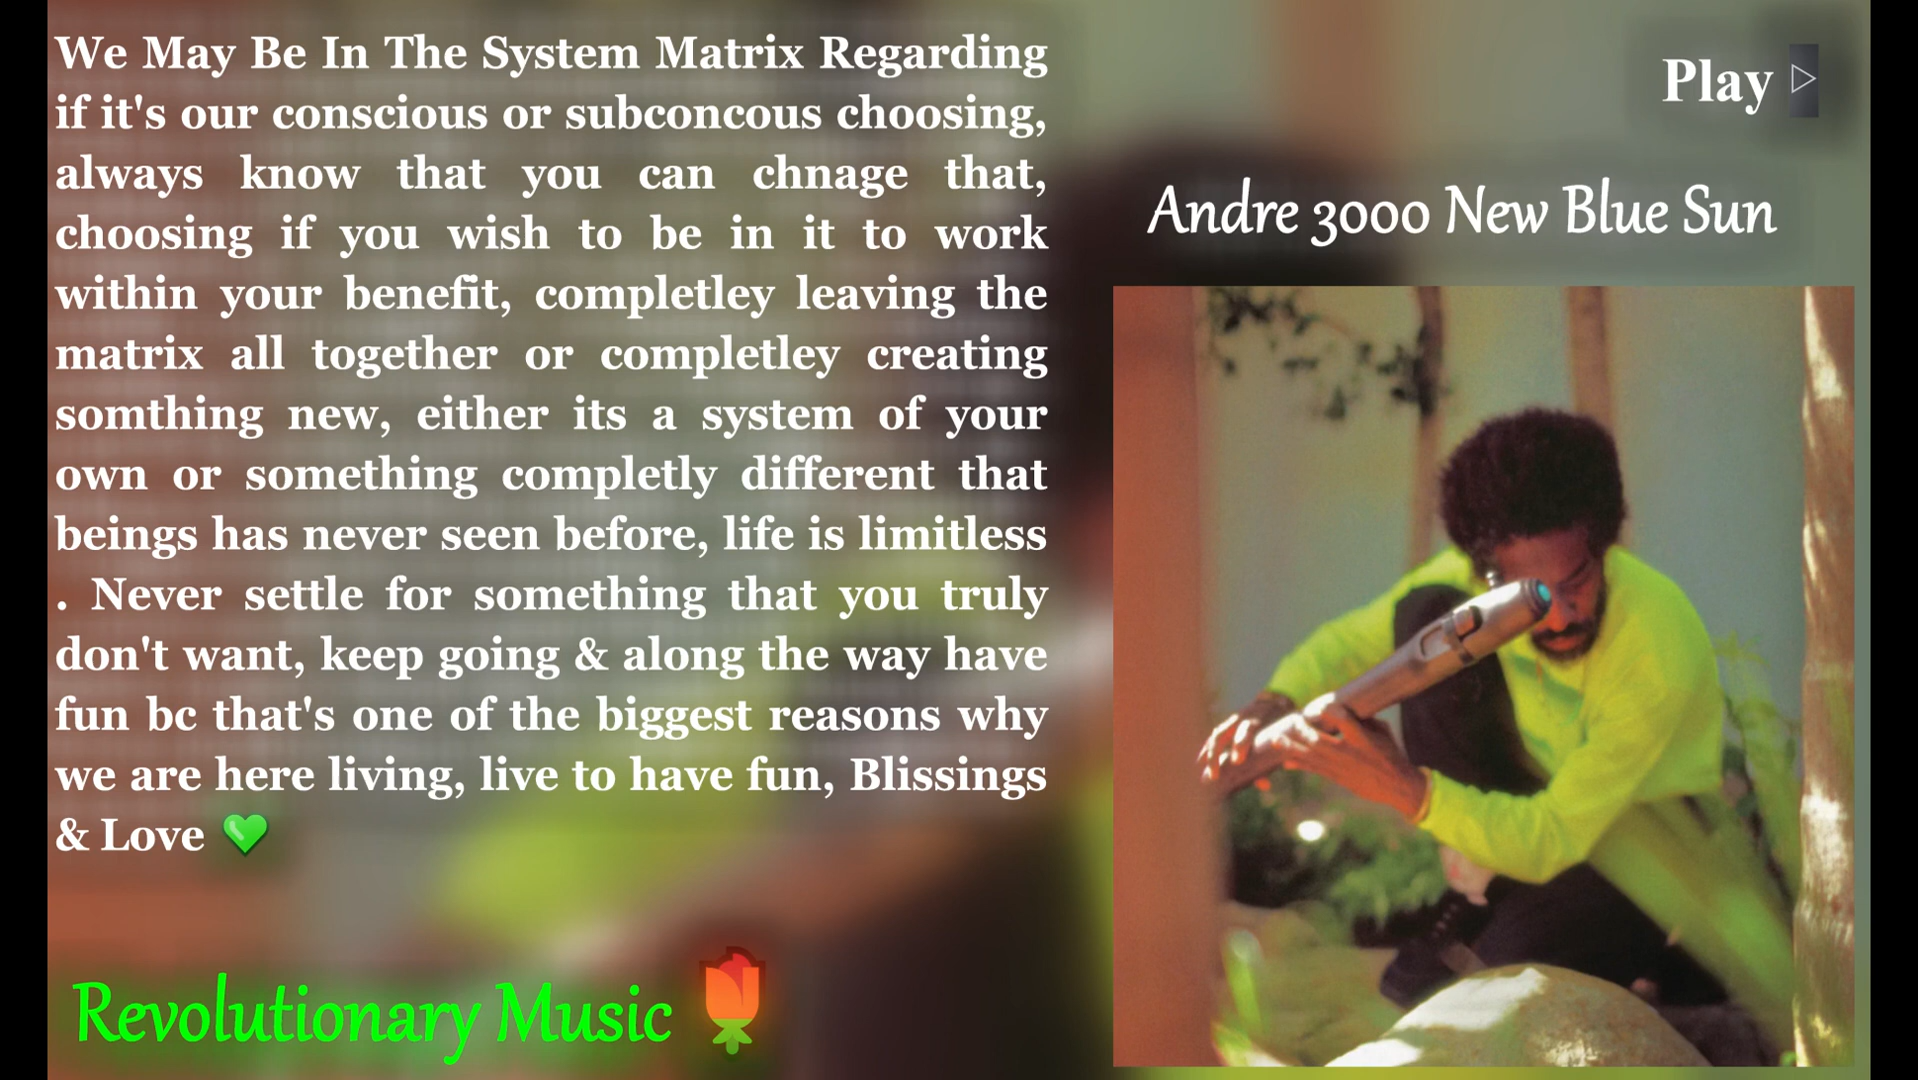 We May Be In The System Matrix Regarding
if it's our conscious or subconcous choosing,
always know that you can chnage that,
choosing if you wish to be in it to work
within your benefit, completley leaving the
matrix all together or completley creating
somthing new, either its a system of your
own or something completly different that
beings has never seen before, life is limitless
. Never settle for something that you truly
don't want, keep going & along the way have
fun bc that's one of the biggest reasons why
we are here living, live to have fun, Blissings
& Love 💚
Revolutionary Music 🌷
Play ▷
Andre 3000 New Blue Sun